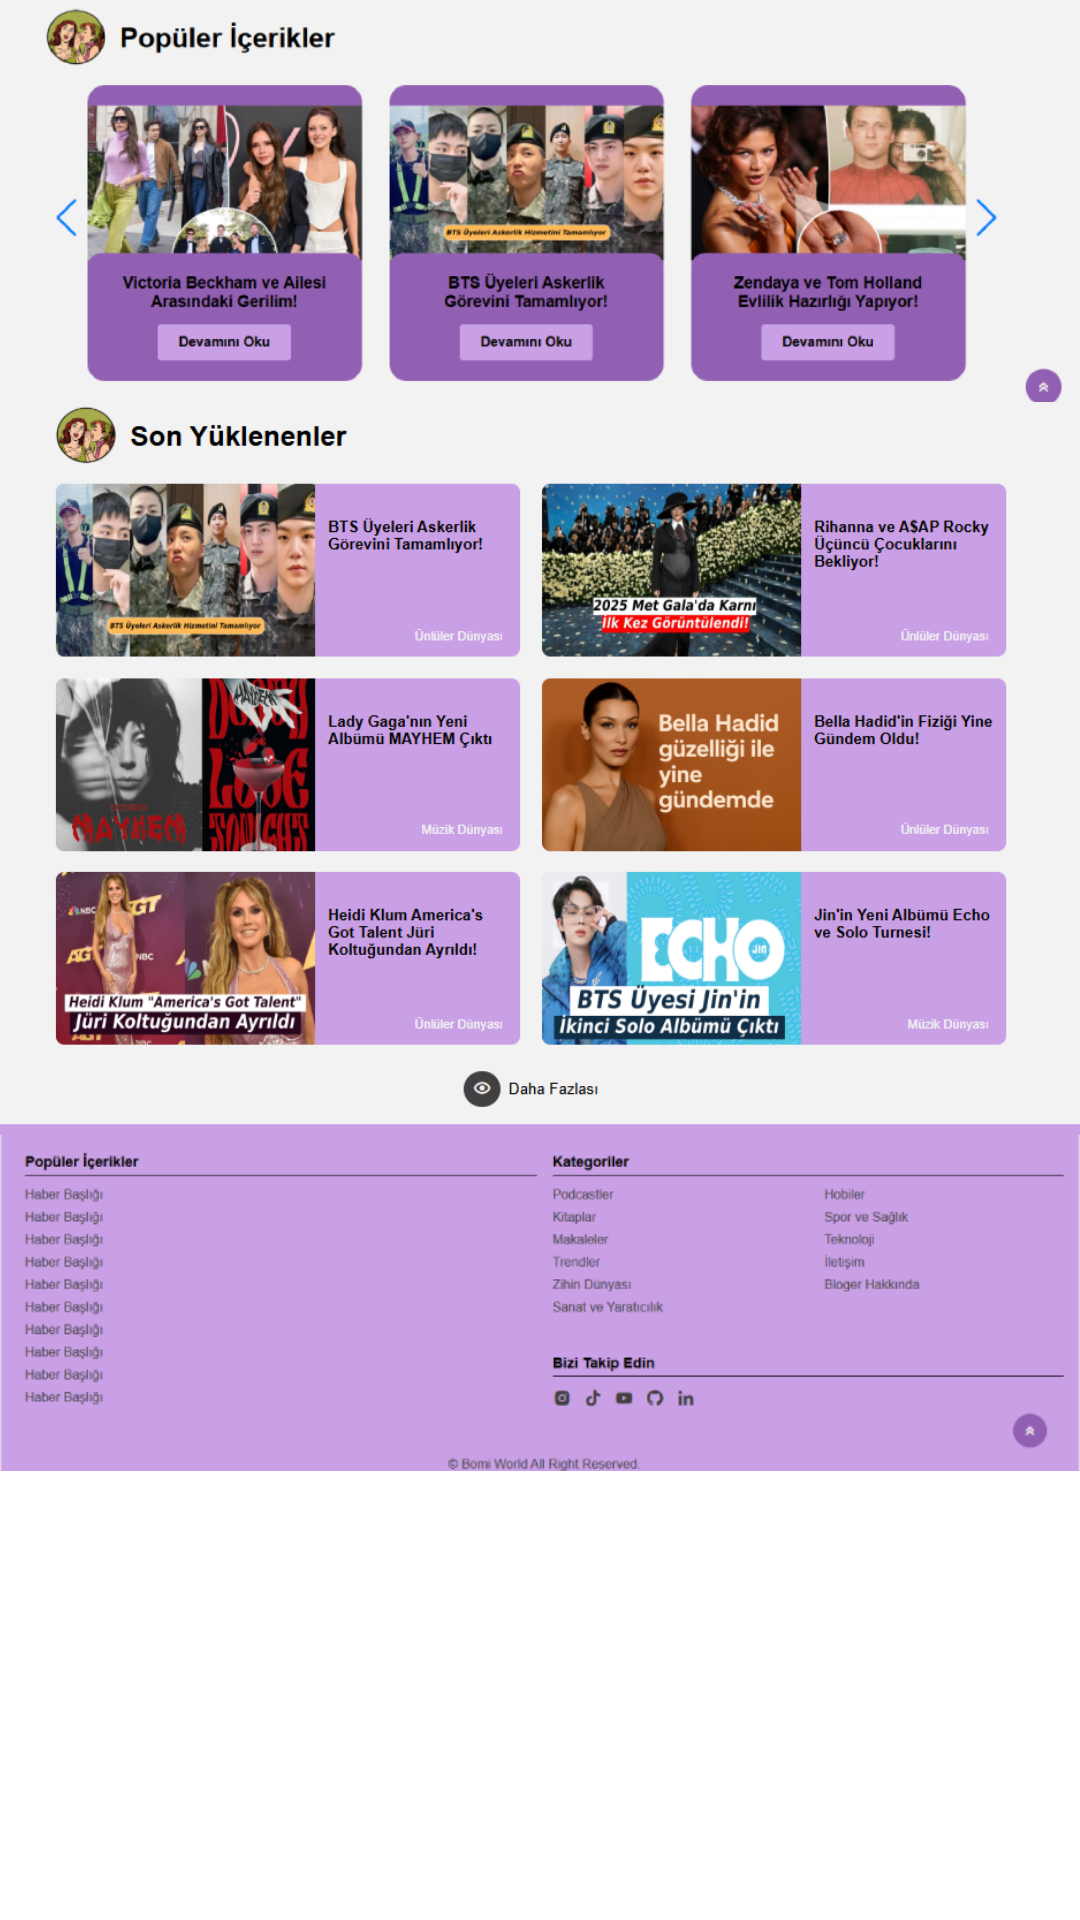 Popüler İçerikler
BTS Üyeleri Askerlik Hizmetini Tamamlıyor
Victoria Beckham ve Ailesi
Arasındaki Gerilim!
Devamını Oku
BTS Üyeleri Askerlik
Görevini Tamamlıyor!
Devamını Oku
Zendaya ve Tom Holland
Evlilik Hazırlığı Yapıyor!
Devamını Oku
Son Yüklenenler
BTS Üyeleri Askerlik Hizmetini Tamamlıyor
BTS Üyeleri Askerlik
Görevini Tamamlıyor!
Ünlüler Dünyası
2025 Met Gala'da Karnı
İlk Kez Görüntülendi!
Rihanna ve A$AP Rocky
Üçüncü Çocuklarını
Bekliyor!
Ünlüler Dünyası
MAYHEM
LOVE
Lady Gaga'nın Yeni
Albümü MAYHEM Çıktı
Müzik Dünyası
Bella Hadid
güzelliği ile
yine
gündemde
Bella Hadid'in Fiziği Yine
Gündem Oldu!
Ünlüler Dünyası
NBC
AGT
NBC
Heidi Klum "America's Got Talent"
Jüri Koltuğundan Ayrıldı
Heidi Klum America's
Got Talent Jüri
Koltuğundan Ayrıldı!
Ünlüler Dünyası
ECHO
JIN
BTS Üyesi Jin'in
İkinci Solo Albümü Çıktı
Jin'in Yeni Albümü Echo
ve Solo Turnesi!
Müzik Dünyası
Daha Fazlası
Popüler İçerikler
Haber Başlığı
Haber Başlığı
Haber Başlığı
Haber Başlığı
Haber Başlığı
Haber Başlığı
Haber Başlığı
Haber Başlığı
Haber Başlığı
Haber Başlığı
Kategoriler
Podcastler
Kitaplar
Makaleler
Trendler
Zihin Dünyası
Sanat ve Yaratıcılık
Hobiler
Spor ve Sağlık
Teknoloji
İletişim
Bloger Hakkında
Bizi Takip Edin
© Bomi World All Right Reserved.